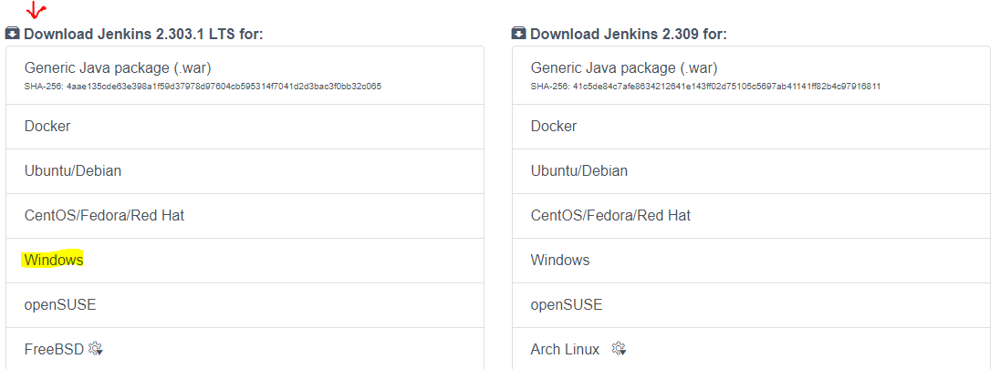 Download Jenkins 2.303.1 LTS for:
Generic Java package (.war)
SHA-256: 4aae135cde63e398a1f59d37978d97604cb595314f7041d2d3bac3f0bb32c065
Docker
Ubuntu/Debian
CentOS/Fedora/Red Hat
Windows
openSUSE
FreeBSD
Download Jenkins 2.309 for:
Generic Java package (.war)
SHA-256: 41c5de84c7afe8634212641e143ff02d75105c5697ab41141ff82b4c97916811
Docker
Ubuntu/Debian
CentOS/Fedora/Red Hat
Windows
openSUSE
Arch Linux